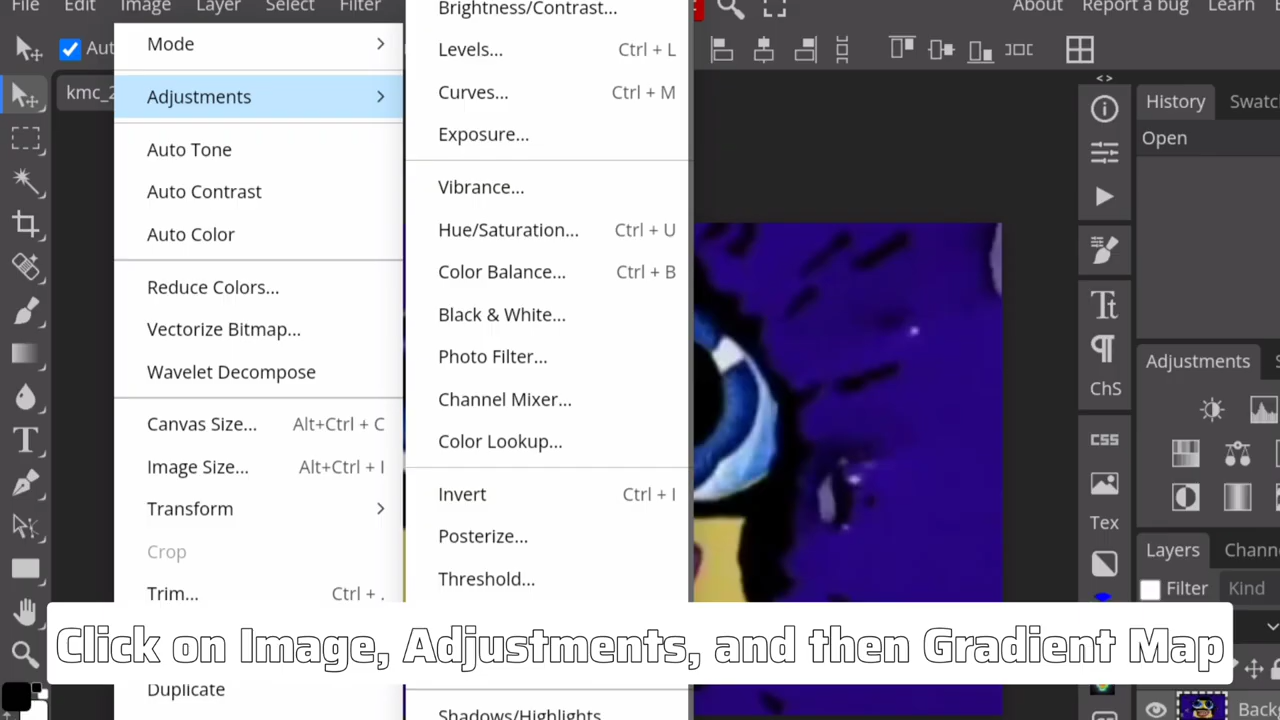 File Edit Image Layer Select Filter
About Report a bug Learn
Mode
Adjustments
Auto Tone
Auto Contrast
Auto Color
Reduce Colors...
Vectorize Bitmap...
Wavelet Decompose
Canvas Size... Alt+Ctrl + C
Image Size... Alt+Ctrl + I
Transform
Crop
Trim... Ctrl + .
Duplicate
Brightness/Contrast...
Levels... Ctrl + L
Curves... Ctrl + M
Exposure...
Vibrance...
Hue/Saturation... Ctrl + U
Color Balance... Ctrl + B
Black & White...
Photo Filter...
Channel Mixer...
Color Lookup...
Invert Ctrl + I
Posterize...
Threshold...
Shadows/Highlights
ChS
CSS
Tex
History
Open
Adjustments
Layers
Filter Kind
Click on Image, Adjustments, and then Gradient Map